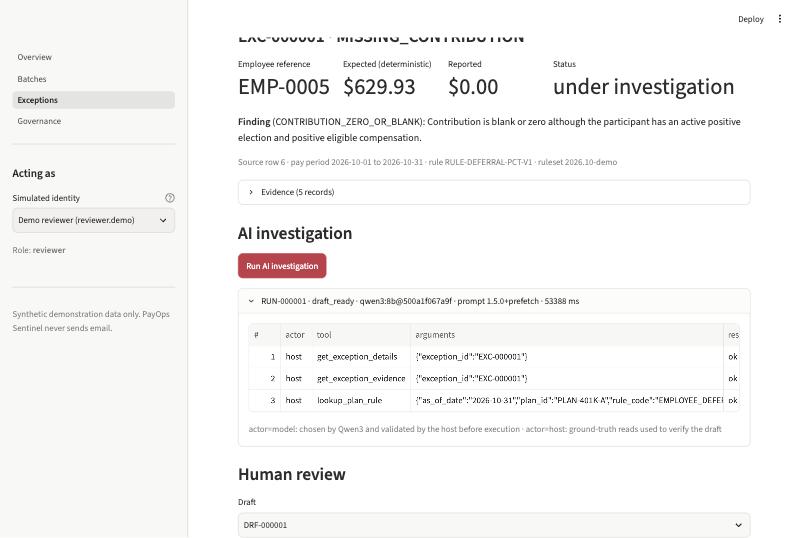 Deploy
EXC-000001 · MISSING_CONTRIBUTION
Overview
Batches
Exceptions
Governance
Acting as
Simulated identity
Demo reviewer (reviewer.demo)
Role: reviewer
Synthetic demonstration data only. PayOps
Sentinel never sends email.
Employee reference Expected (deterministic) Reported Status
EMP-0005 $629.93 $0.00 under investigation
Finding (CONTRIBUTION_ZERO_OR_BLANK): Contribution is blank or zero although the participant has an active positive
election and positive eligible compensation.
Source row 6 · pay period 2026-10-01 to 2026-10-31 · rule RULE-DEFERRAL-PCT-V1 · ruleset 2026.10-demo
Evidence (5 records)
AI investigation
Run AI investigation
RUN-000001 · draft_ready · qwen3:8b@500a1f067a9f · prompt 1.5.0+prefetch · 53388 ms
# actor tool arguments res
1 host get_exception_details {"exception_id":"EXC-000001"} ok
2 host get_exception_evidence {"exception_id":"EXC-000001"} ok
3 host lookup_plan_rule {"as_of_date":"2026-10-31","plan_id":"PLAN-401K-A","rule_code":"EMPLOYEE_DEFER ok
actor=model: chosen by Qwen3 and validated by the host before execution · actor=host: ground-truth reads used to verify the draft
Human review
Draft
DRF-000001